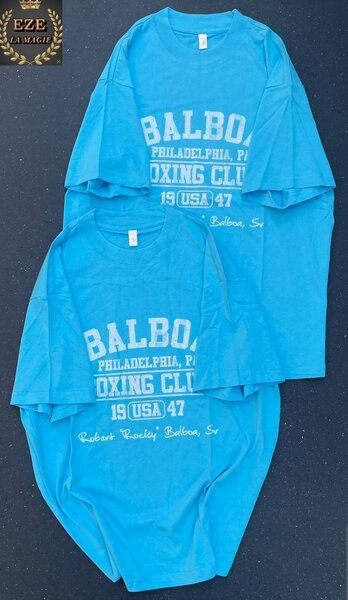 EZE
LA MAGIE
BALBOA
PHILADELPHIA, PA
OXING CLU
19 USA 47
Balboa, Sr
BALBOA
PHILADELPHIA, PA
OXING CLU
19 USA 47
Robert "Rocky" Balboa, Sr